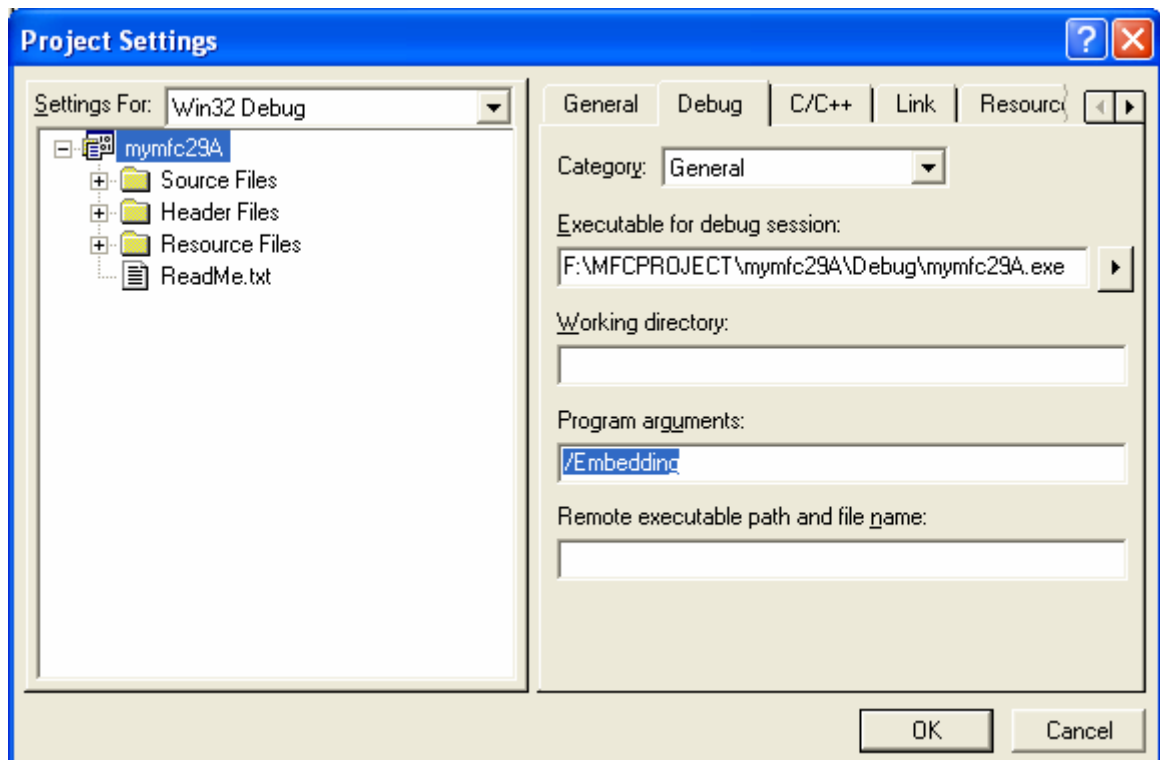 Project Settings
Settings For: Win32 Debug
mymfc29A
Source Files
Header Files
Resource Files
ReadMe.txt
General Debug C/C++ Link Resourc
Category: General
Executable for debug session:
F:\MFCPROJECT\mymfc29A\Debug\mymfc29A.exe
Working directory:
Program arguments:
/Embedding
Remote executable path and file name:
OK Cancel